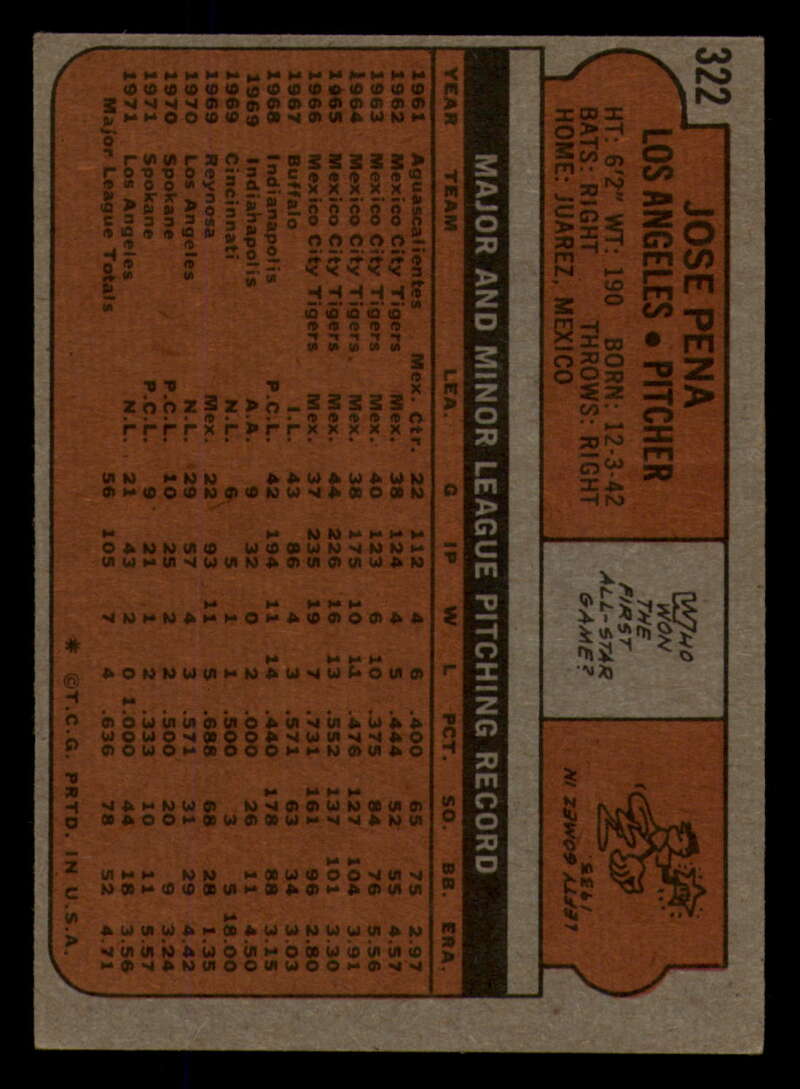 322
JOSE PENA
LOS ANGELES • PITCHER
HT: 6'2" WT: 190 BORN: 12-3-42
BATS: RIGHT THROWS: RIGHT
HOME: JUAREZ, MEXICO
WHO
WON
THE
FIRST
ALL-STAR
GAME?
LEFTY GOMEZ IN
1933
MAJOR AND MINOR LEAGUE PITCHING RECORD
YEAR TEAM LEA. G IP W L PCT. SO. BB. ERA.
1961 Aguascalientes Mex. Ctr. 22 112 4 6 .400 65 75 2.97
1962 Mexico City Tigers Mex. 38 124 4 5 .444 52 55 4.57
1963 Mexico City Tigers Mex. 40 123 6 10 .375 84 76 5.56
1964 Mexico City Tigers Mex. 38 175 10 11 .476 127 104 3.91
1965 Mexico City Tigers Mex. 44 226 16 13 .552 137 101 3.30
1966 Mexico City Tigers Mex. 37 235 19 7 .731 161 96 2.80
1967 Buffalo I.L. 43 86 4 3 .571 63 34 3.03
1968 Indianapolis P.C.L. 42 194 11 14 .440 178 88 3.15
1969 Indianapolis A.A. 9 32 0 2 .000 26 11 4.50
1969 Cincinnati N.L. 6 5 1 1 .500 3 5 18.00
1969 Reynosa Mex. 22 93 11 5 .688 68 28 1.35
1970 Los Angeles N.L. 29 57 4 3 .571 31 29 4.42
1970 Spokane P.C.L. 10 25 2 2 .500 20 9 3.24
1971 Spokane P.C.L. 9 21 1 2 .333 10 11 5.57
1971 Los Angeles N.L. 21 43 2 0 1.000 44 18 3.56
Major League Totals 56 105 7 4 .636 78 52 4.71
* ©T.C.G. PRTD. IN U.S.A.